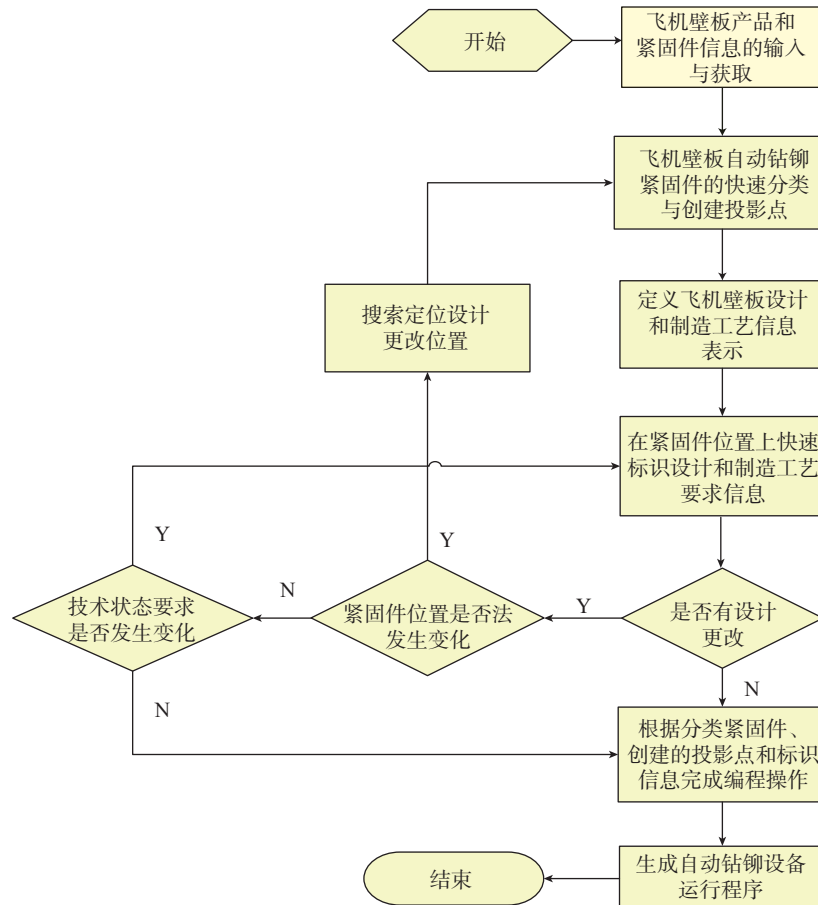 开始
飞机壁板产品和
紧固件信息的输入
与获取
飞机壁板自动钻铆
紧固件的快速分类
与创建投影点
搜索定位设计
更改位置
定义飞机壁板设计
和制造工艺信息
表示
在紧固件位置上快速
标识设计和制造工艺
要求信息
Y
Y
技术状态要求
是否发生变化
N
紧固件位置是否法
发生变化
Y
是否有设计
更改
N
N
根据分类紧固件、
创建的投影点和标识
信息完成编程操作
结束
生成自动钻铆设备
运行程序